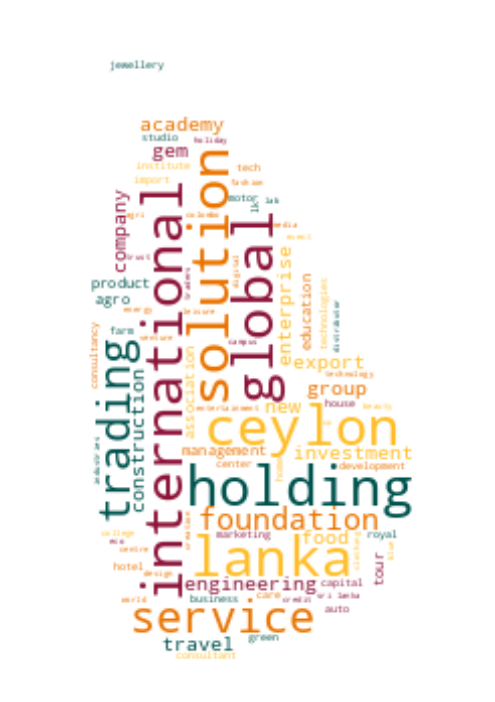 jewellery
academy
studio
holiday
gem
institute
tech
import
fashion
motor
lk
lab
company
international
solution
global
agri
colombo
media
event
trust
product
agro
traders
digital
enterprise
education
technologies
distributor
energy
leisure
farm
venture
campus
consultancy
trading
construction
association
export
technology
group
entertainment
new
house
beauty
ceylon
industries
management
investment
center
home
development
holding
foundation
creation
college
eco
centre
marketing
food
royal
clothing
blue
lanka
hotel
design
engineering
capital
tour
world
business
care
credit
sri lanka
auto
service
travel
green
consultant